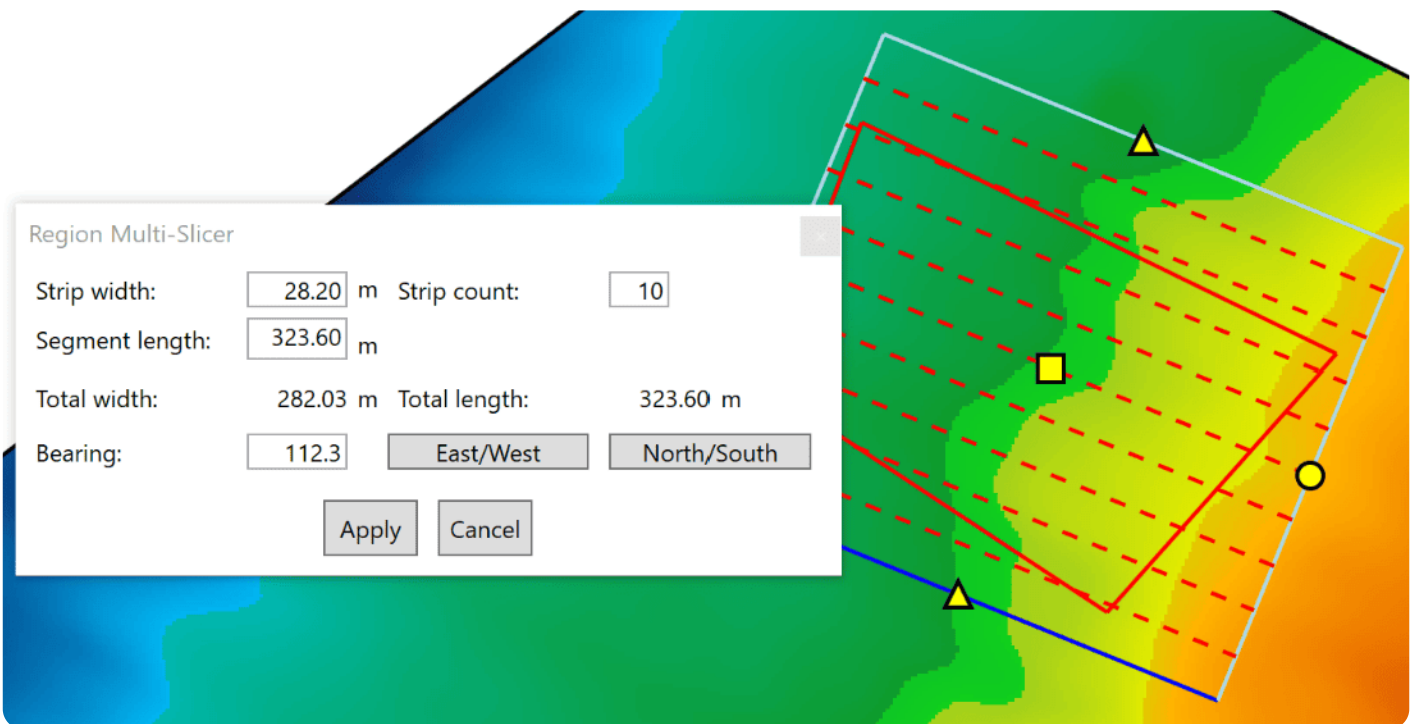 Region Multi-Slicer
Strip width: 28.20 m Strip count: 10
Segment length: 323.60 m
Total width: 282.03 m Total length: 323.60 m
Bearing: 112.3 East/West North/South
Apply Cancel